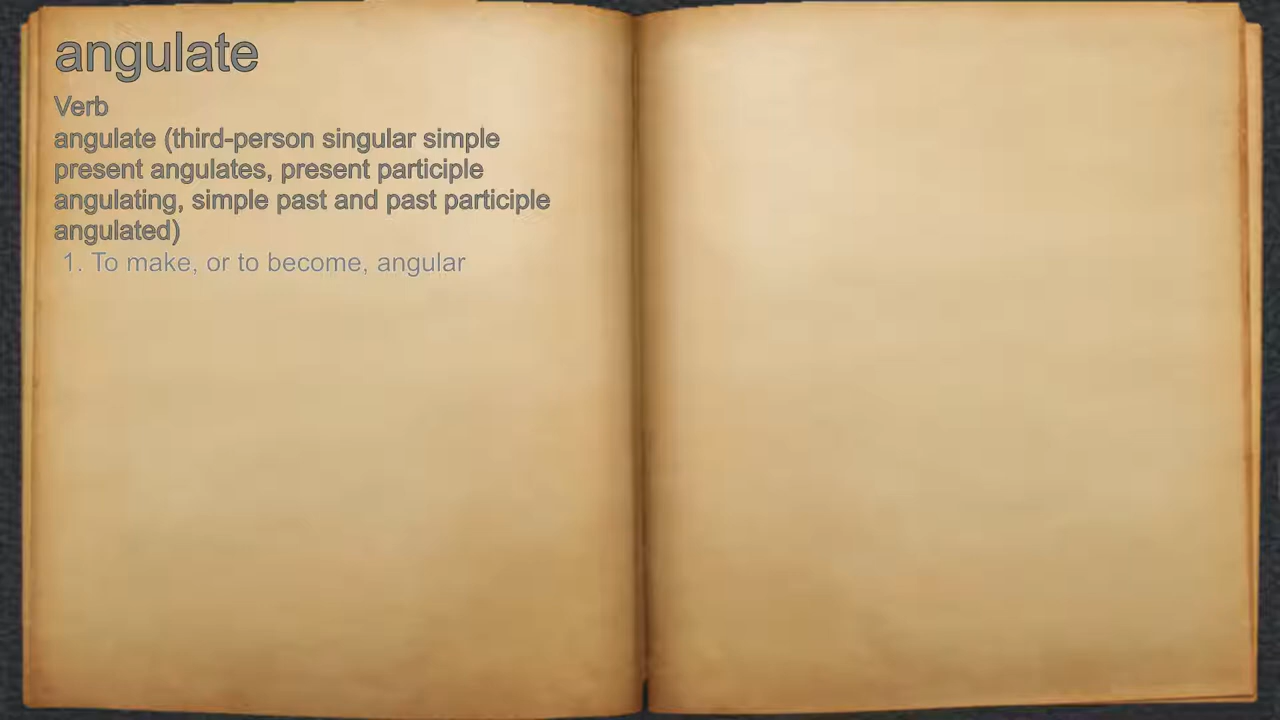 angulate
Verb
angulate (third-person singular simple
present angulates, present participle
angulating, simple past and past participle
angulated)
1. To make, or to become, angular